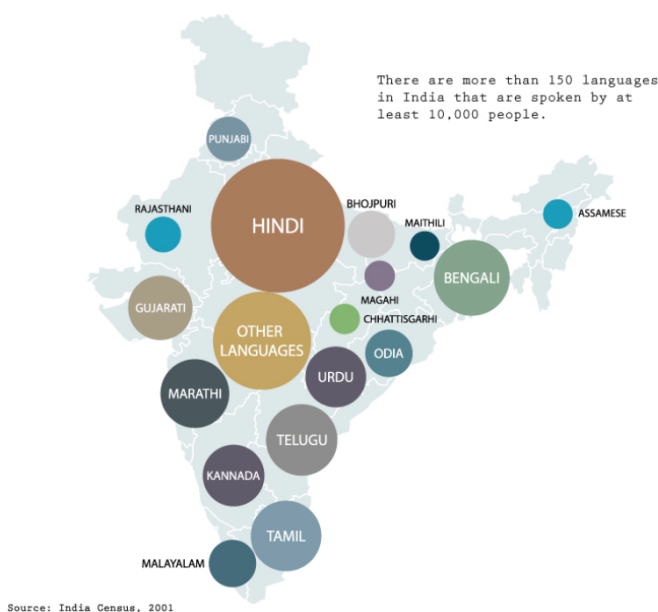 There are more than 150 languages
in India that are spoken by at
least 10,000 people.
PUNJABI
HINDI
RAJASTHANI
BHOJPURI
MAITHILI
ASSAMESE
BENGALI
MAGAHI
GUJARATI
CHHATTISGARHI
OTHER
LANGUAGES
ODIA
URDU
MARATHI
TELUGU
KANNADA
TAMIL
MALAYALAM
Source: India Census, 2001